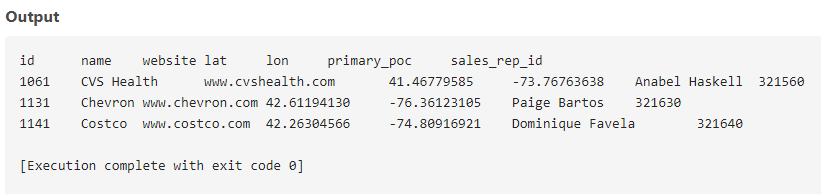 Output
id name website lat lon primary_poc sales_rep_id
1061 CVS Health www.cvshealth.com 41.46779585 -73.76763638 Anabel Haskell 321560
1131 Chevron www.chevron.com 42.61194130 -76.36123105 Paige Bartos 321630
1141 Costco www.costco.com 42.26304566 -74.80916921 Dominique Favela 321640
[Execution complete with exit code 0]